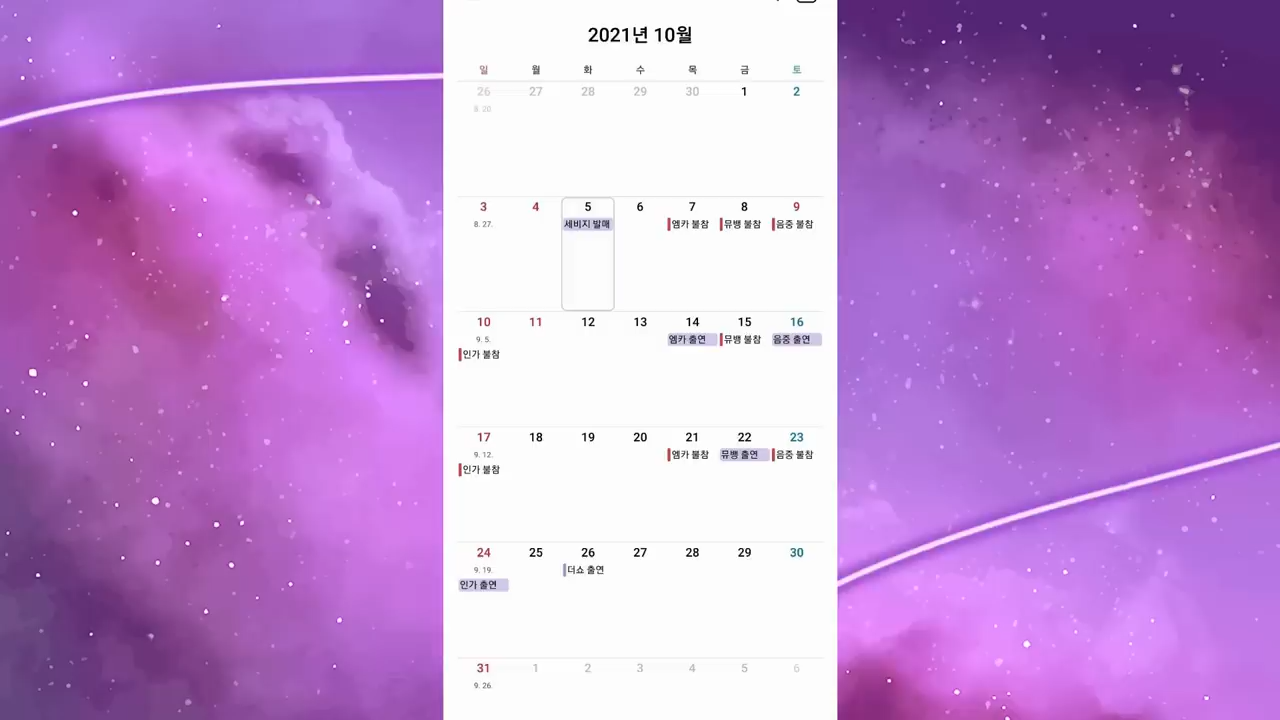 2021년 10월
일 월 화 수 목 금 토
26 27 28 29 30 1 2
8. 20.
3 4 5 6 7 8 9
8. 27. 세비지 발매 엠카 불참 뮤뱅 불참 음중 불참
10 11 12 13 14 15 16
9. 5. 엠카 출연 뮤뱅 불참 음중 출연
인가 불참
17 18 19 20 21 22 23
9. 12. 엠카 불참 뮤뱅 출연 음중 불참
인가 불참
24 25 26 27 28 29 30
9. 19. 더쇼 출연
인가 출연
31 1 2 3 4 5 6
9. 26.